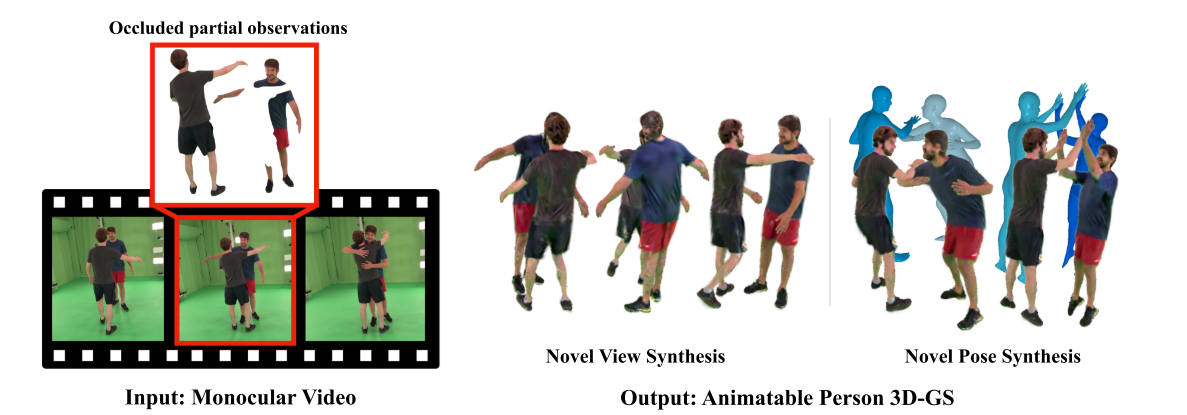 Occluded partial observations
Novel View Synthesis
Novel Pose Synthesis
Input: Monocular Video
Output: Animatable Person 3D-GS